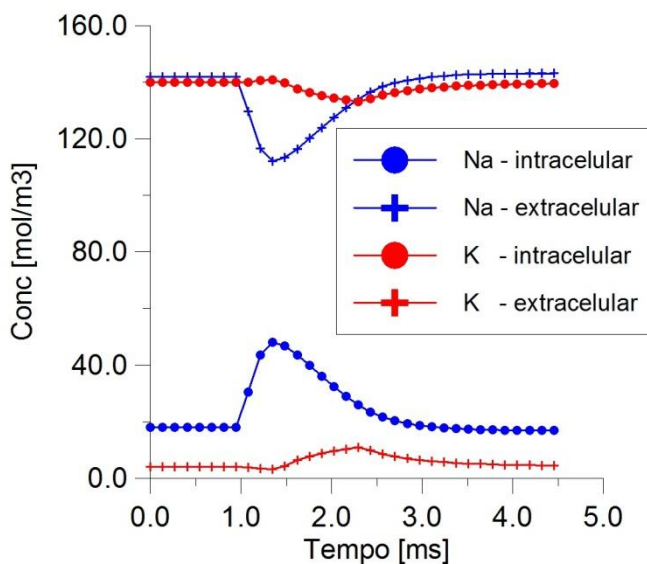 160.0
120.0
80.0
40.0
0.0
Conc [mol/m3]
Na - intracelular
Na - extracelular
K - intracelular
K - extracelular
0.0 1.0 2.0 3.0 4.0 5.0
Tempo [ms]